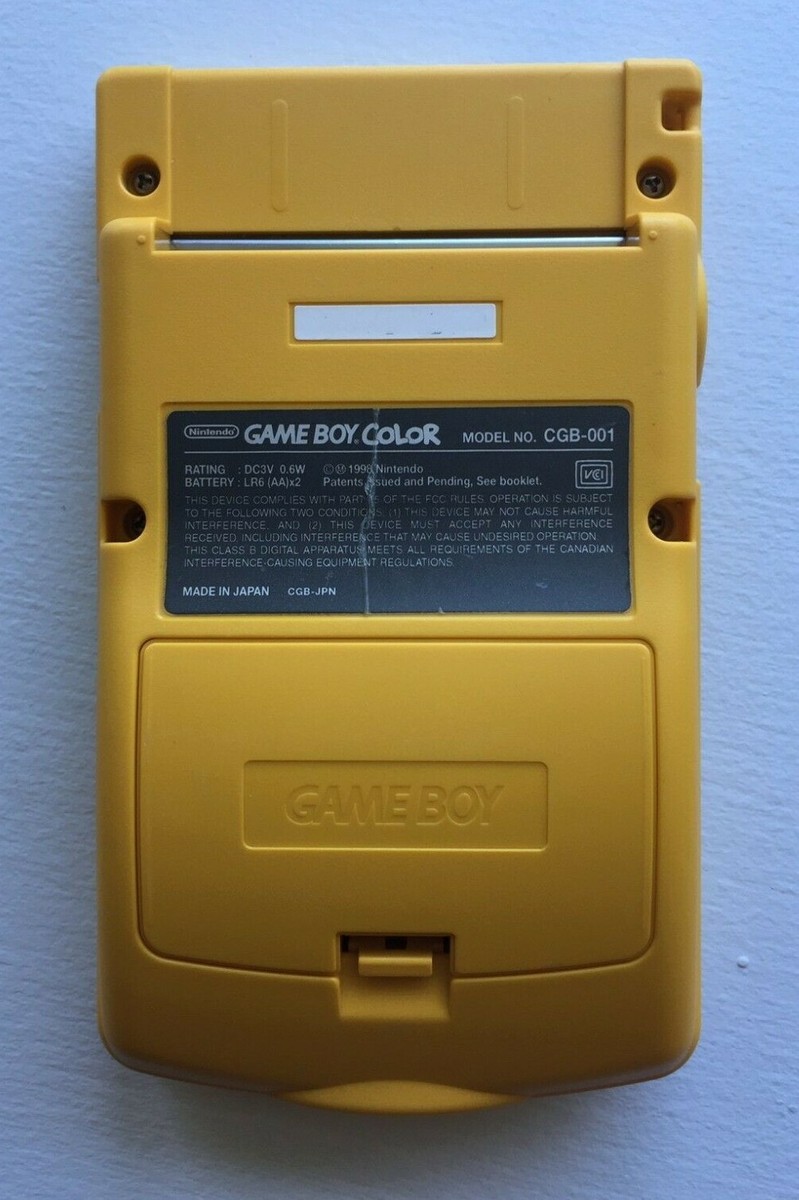 Nintendo GAME BOY COLOR MODEL NO. CGB-001
RATING : DC3V 0.6W ©Ⓜ 1998 Nintendo
BATTERY : LR6 (AA)x2 Patents ssued and Pending, See booklet. VCI
THIS DEVICE COMPLIES WITH PART OF THE FCC RULES. OPERATION IS SUBJECT
TO THE FOLLOWING TWO CONDITIONS. (1) THIS DEVICE MAY NOT CAUSE HARMFUL
INTERFERENCE, AND (2) THIS DEVICE MUST ACCEPT ANY INTERFERENCE
RECEIVED, INCLUDING INTERFERENCE THAT MAY CAUSE UNDESIRED OPERATION.
THIS CLASS B DIGITAL APPARATUS MEETS ALL REQUIREMENTS OF THE CANADIAN
INTERFERENCE-CAUSING EQUIPMENT REGULATIONS.
MADE IN JAPAN CGB-JPN
GAME BOY